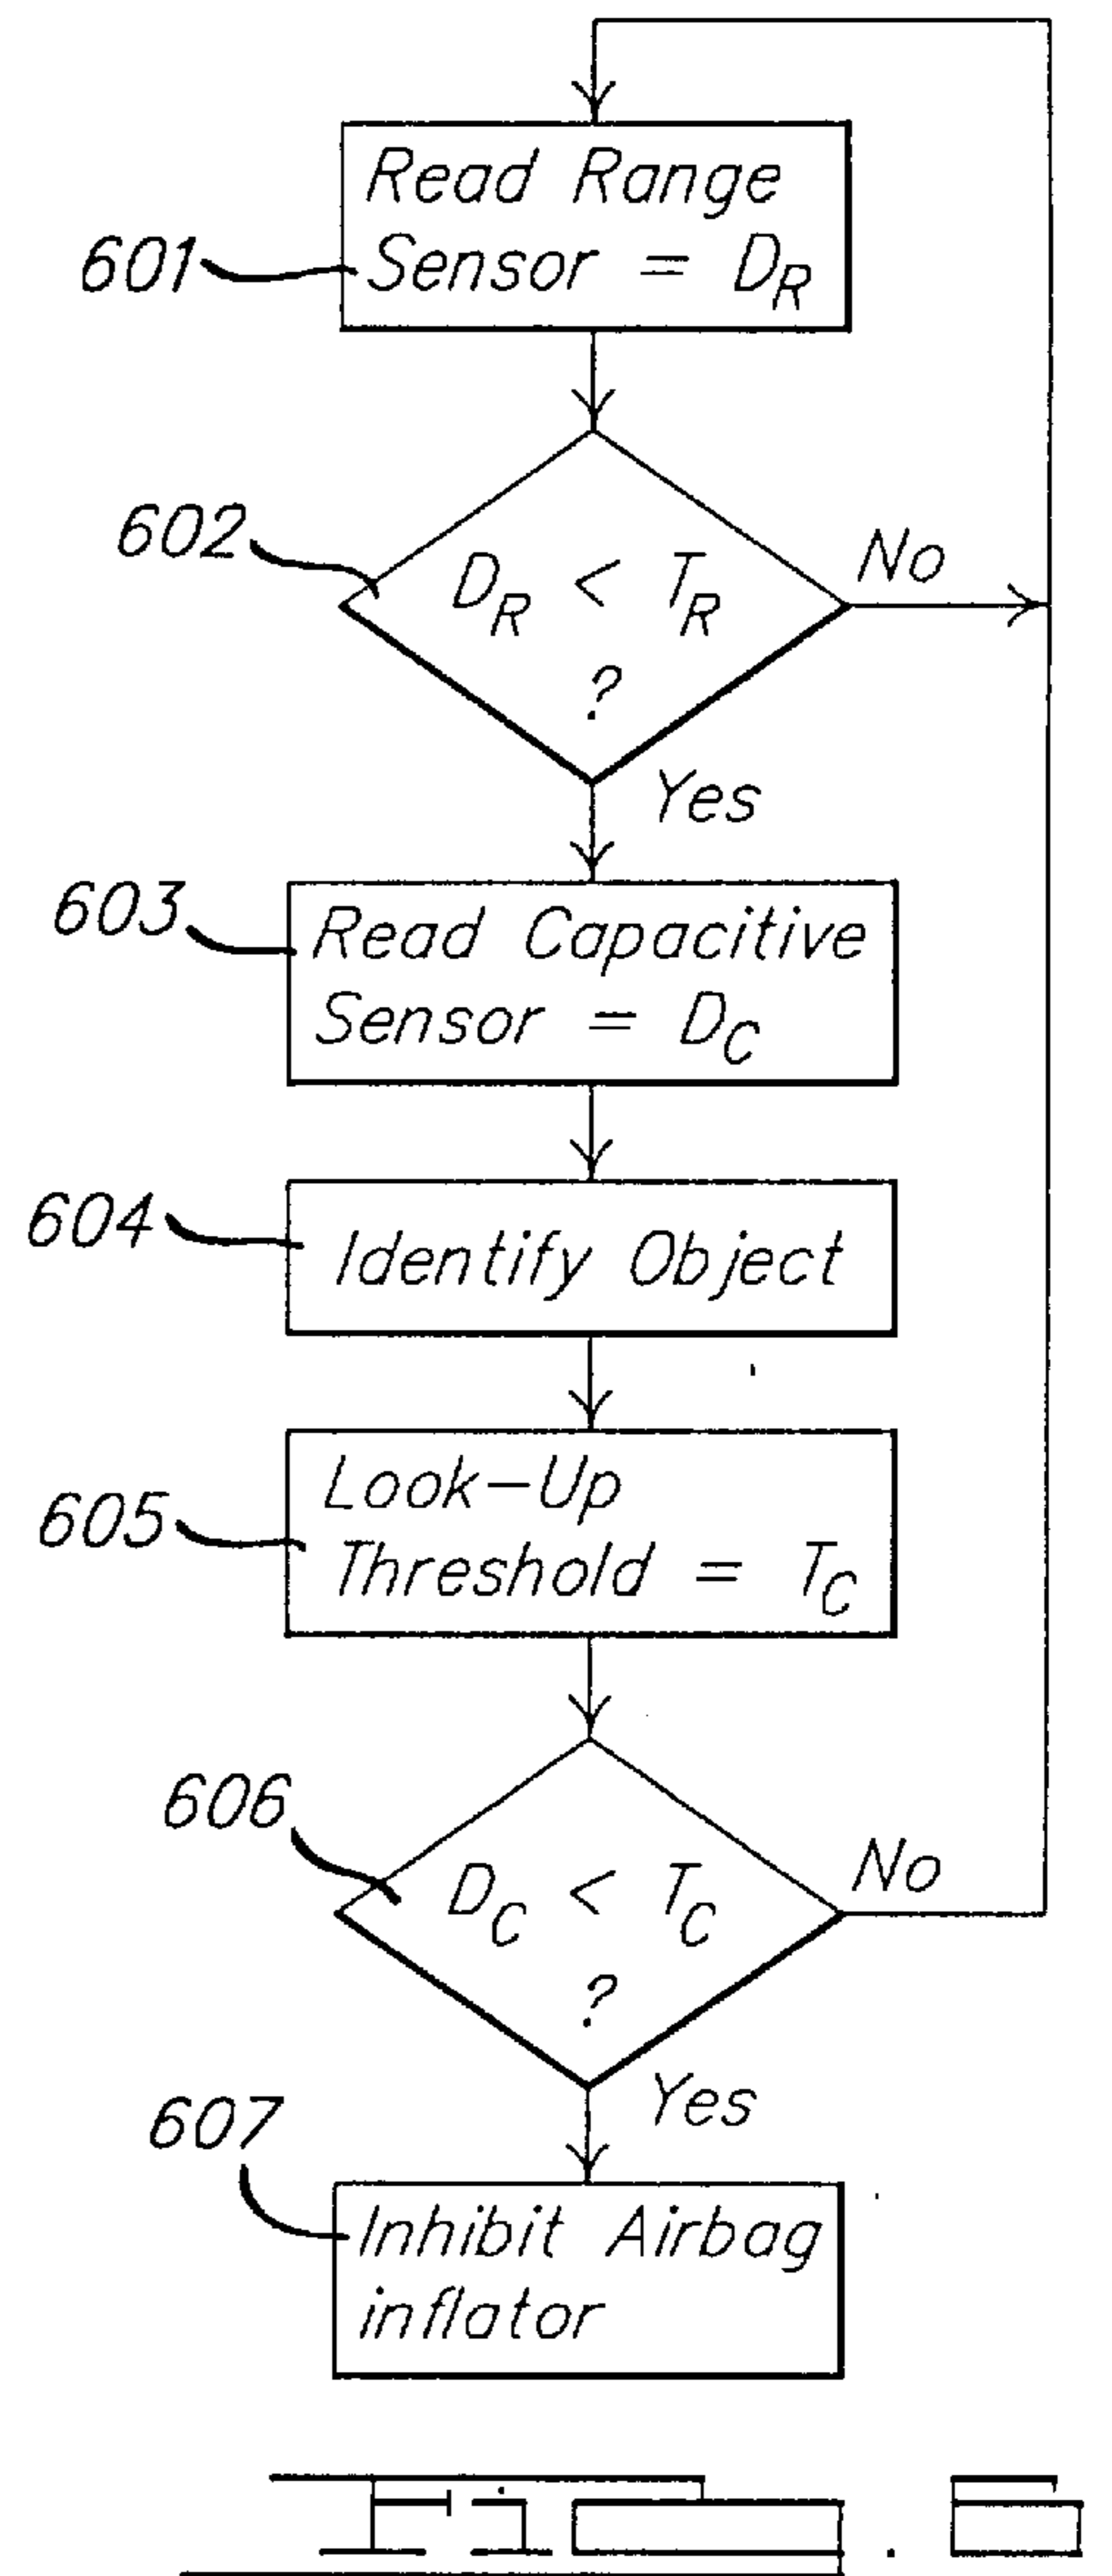 Read Range
601 Sensor = D_R
602
D_R < T_R
?
No
Yes
603
Read Capacitive
Sensor = D_C
604
Identify Object
Look-Up
605
Threshold = T_C
606
D_C < T_C
?
No
Yes
607
Inhibit Airbag
inflator